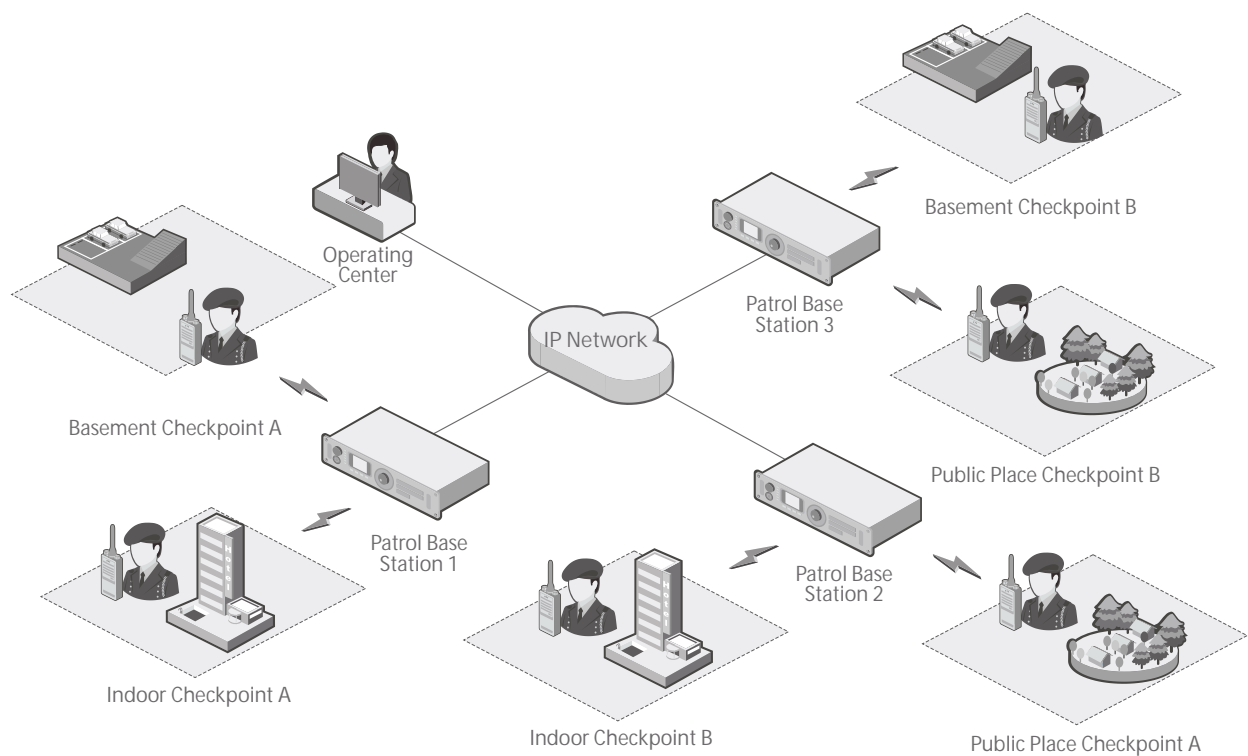 Basement Checkpoint B
Operating
Center
IP Network
Patrol Base
Station 3
Basement Checkpoint A
Public Place Checkpoint B
Patrol Base
Station 1
Patrol Base
Station 2
Indoor Checkpoint A
Indoor Checkpoint B
Public Place Checkpoint A